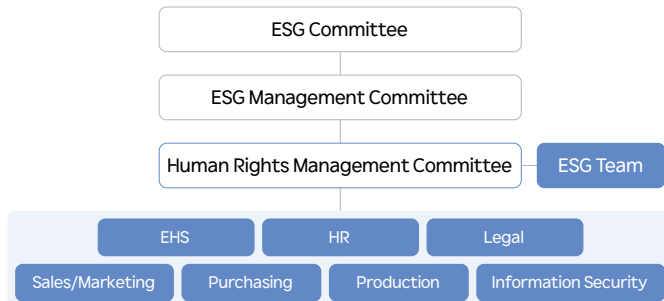 ESG Committee
ESG Management Committee
Human Rights Management Committee
ESG Team
EHS
HR
Legal
Sales/Marketing
Purchasing
Production
Information Security